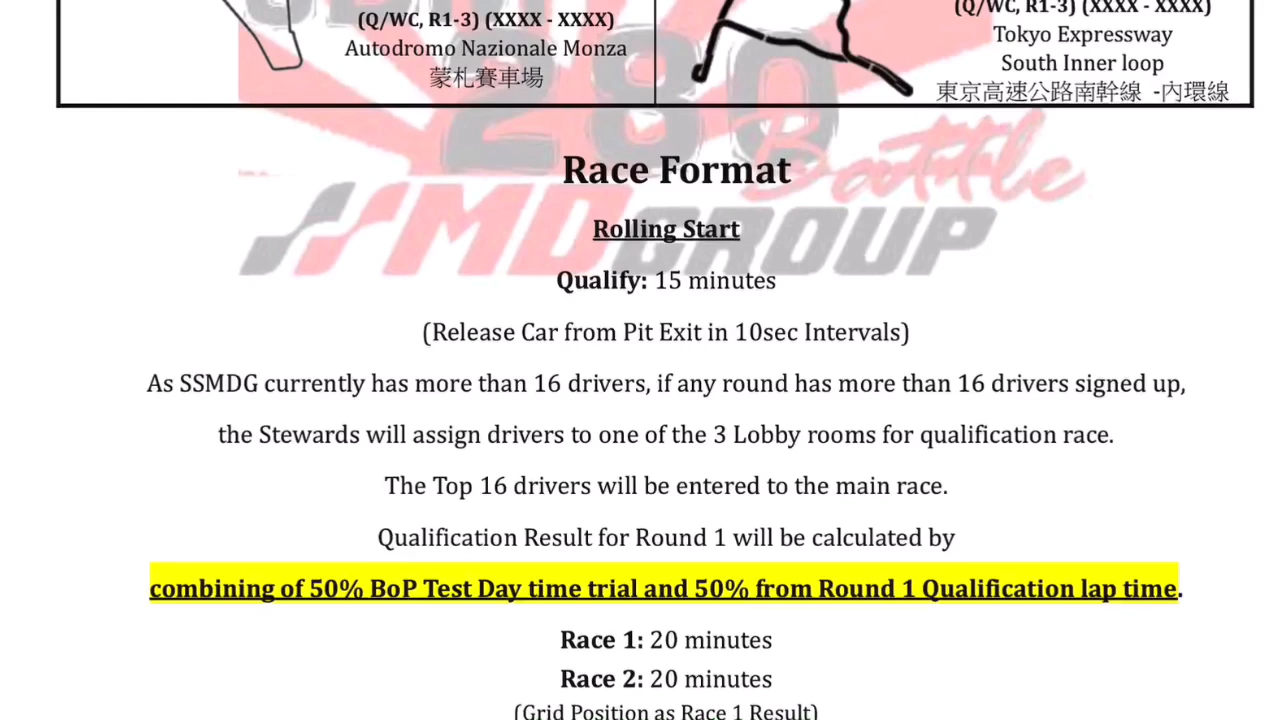 (Q/WC, R1-3) (XXXX - XXXX)
Autodromo Nazionale Monza
蒙札賽車場
(Q/WC, R1-3) (XXXX - XXXX)
Tokyo Expressway
South Inner loop
東京高速公路南幹線 -內環線
280
Battle
MDGROUP
Race Format
Rolling Start
Qualify: 15 minutes
(Release Car from Pit Exit in 10sec Intervals)
As SSMDG currently has more than 16 drivers, if any round has more than 16 drivers signed up,
the Stewards will assign drivers to one of the 3 Lobby rooms for qualification race.
The Top 16 drivers will be entered to the main race.
Qualification Result for Round 1 will be calculated by
combining of 50% BoP Test Day time trial and 50% from Round 1 Qualification lap time.
Race 1: 20 minutes
Race 2: 20 minutes
(Grid Position as Race 1 Result)